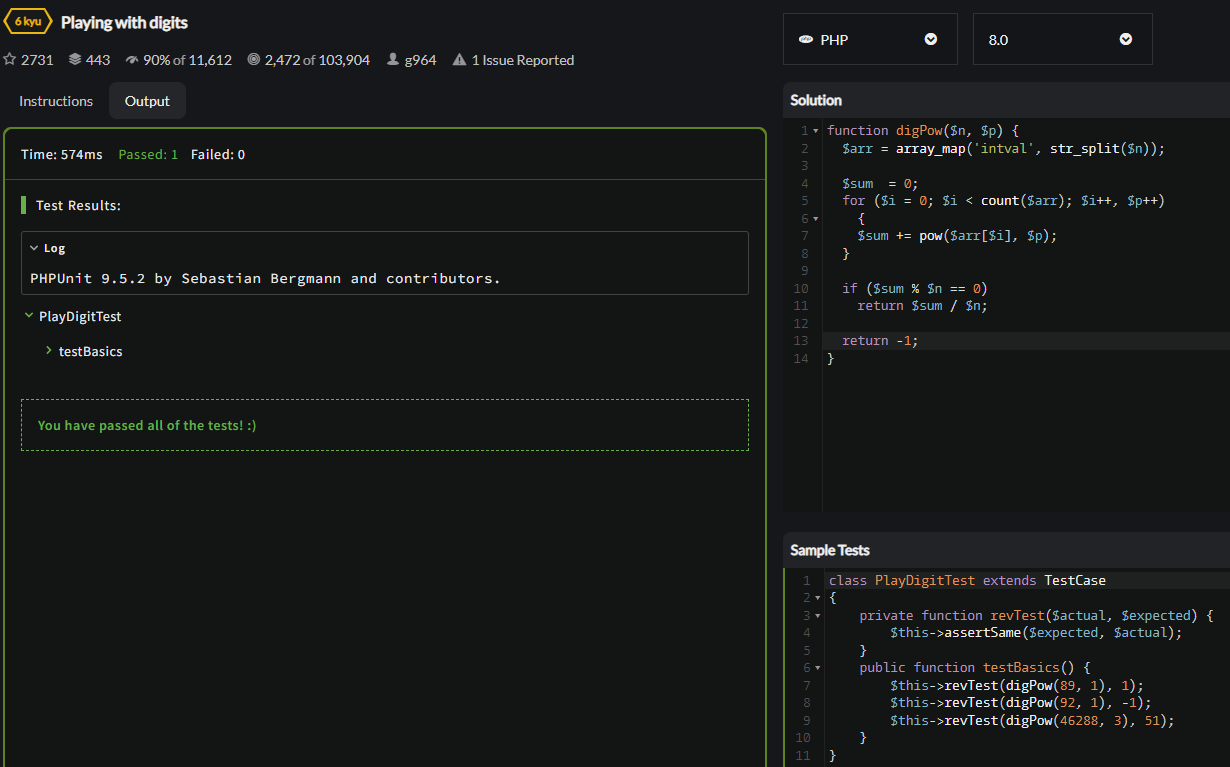 6 kyu Playing with digits
2731 443 90% of 11,612 2,472 of 103,904 g964 1 Issue Reported
Instructions Output
Time: 574ms Passed: 1 Failed: 0
Test Results:
Log
PHPUnit 9.5.2 by Sebastian Bergmann and contributors.
PlayDigitTest
testBasics
You have passed all of the tests! :)
php PHP 8.0
Solution
1 function digPow($n, $p) {
2 $arr = array_map('intval', str_split($n));
3
4 $sum  = 0;
5 for ($i = 0; $i < count($arr); $i++, $p++)
6 {
7 $sum += pow($arr[$i], $p);
8 }
9
10 if ($sum % $n == 0)
11 return $sum / $n;
12
13 return -1;
14 }
Sample Tests
1 class PlayDigitTest extends TestCase
2 {
3 private function revTest($actual, $expected) {
4 $this->assertSame($expected, $actual);
5 }
6 public function testBasics() {
7 $this->revTest(digPow(89, 1), 1);
8 $this->revTest(digPow(92, 1), -1);
9 $this->revTest(digPow(46288, 3), 51);
10 }
11 }